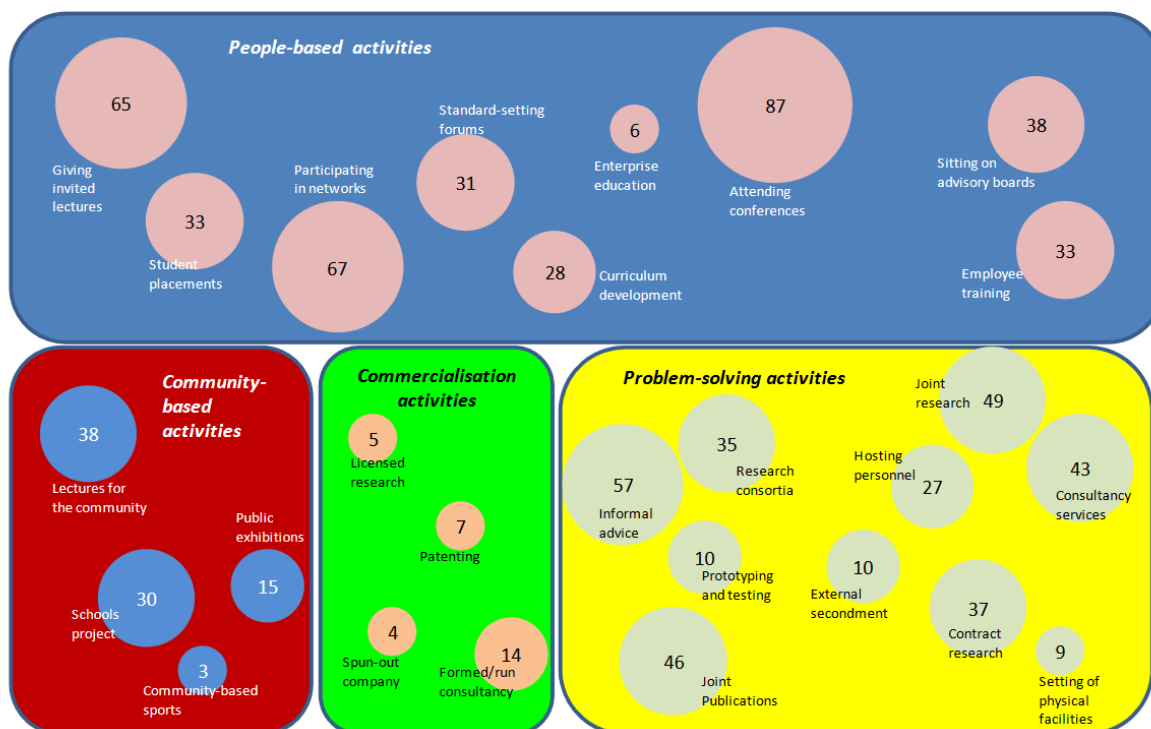 People-based activities
65
Giving
invited
lectures
33
Student
placements
Participating
in networks
67
Standard-setting
forums
31
6
Enterprise
education
28
Curriculum
development
87
Attending
conferences
38
Sitting on
advisory boards
33
Employee
training
Community-
based
activities
38
Lectures for
the community
Public
exhibitions
15
30
Schools
project
3
Community-based
sports
Commercialisation
activities
5
Licensed
research
7
Patenting
4
Spun-out
company
14
Formed/run
consultancy
Problem-solving activities
57
Informal
advice
35
Research
consortia
10
Prototyping
and testing
46
Joint
Publications
Joint
research
49
Hosting
personnel
27
43
Consultancy
services
10
External
secondment
37
Contract
research
9
Setting of
physical
facilities